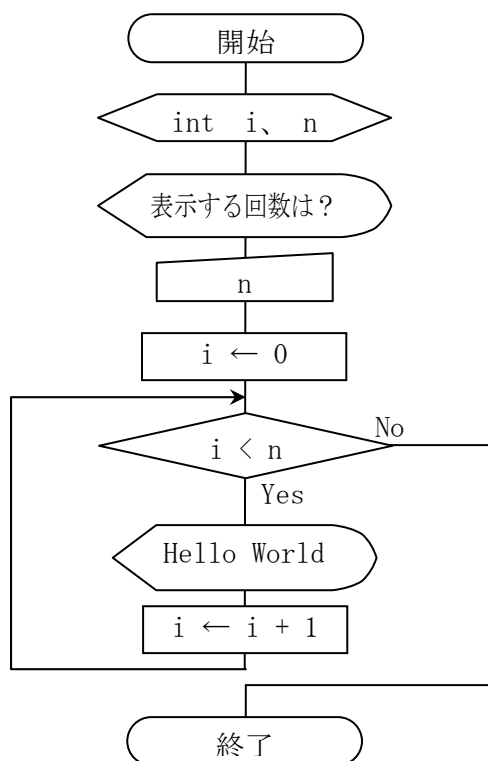 開始
int i、 n
表示する回数は？
n
i ← 0
i < n
No
Yes
Hello World
i ← i + 1
終了